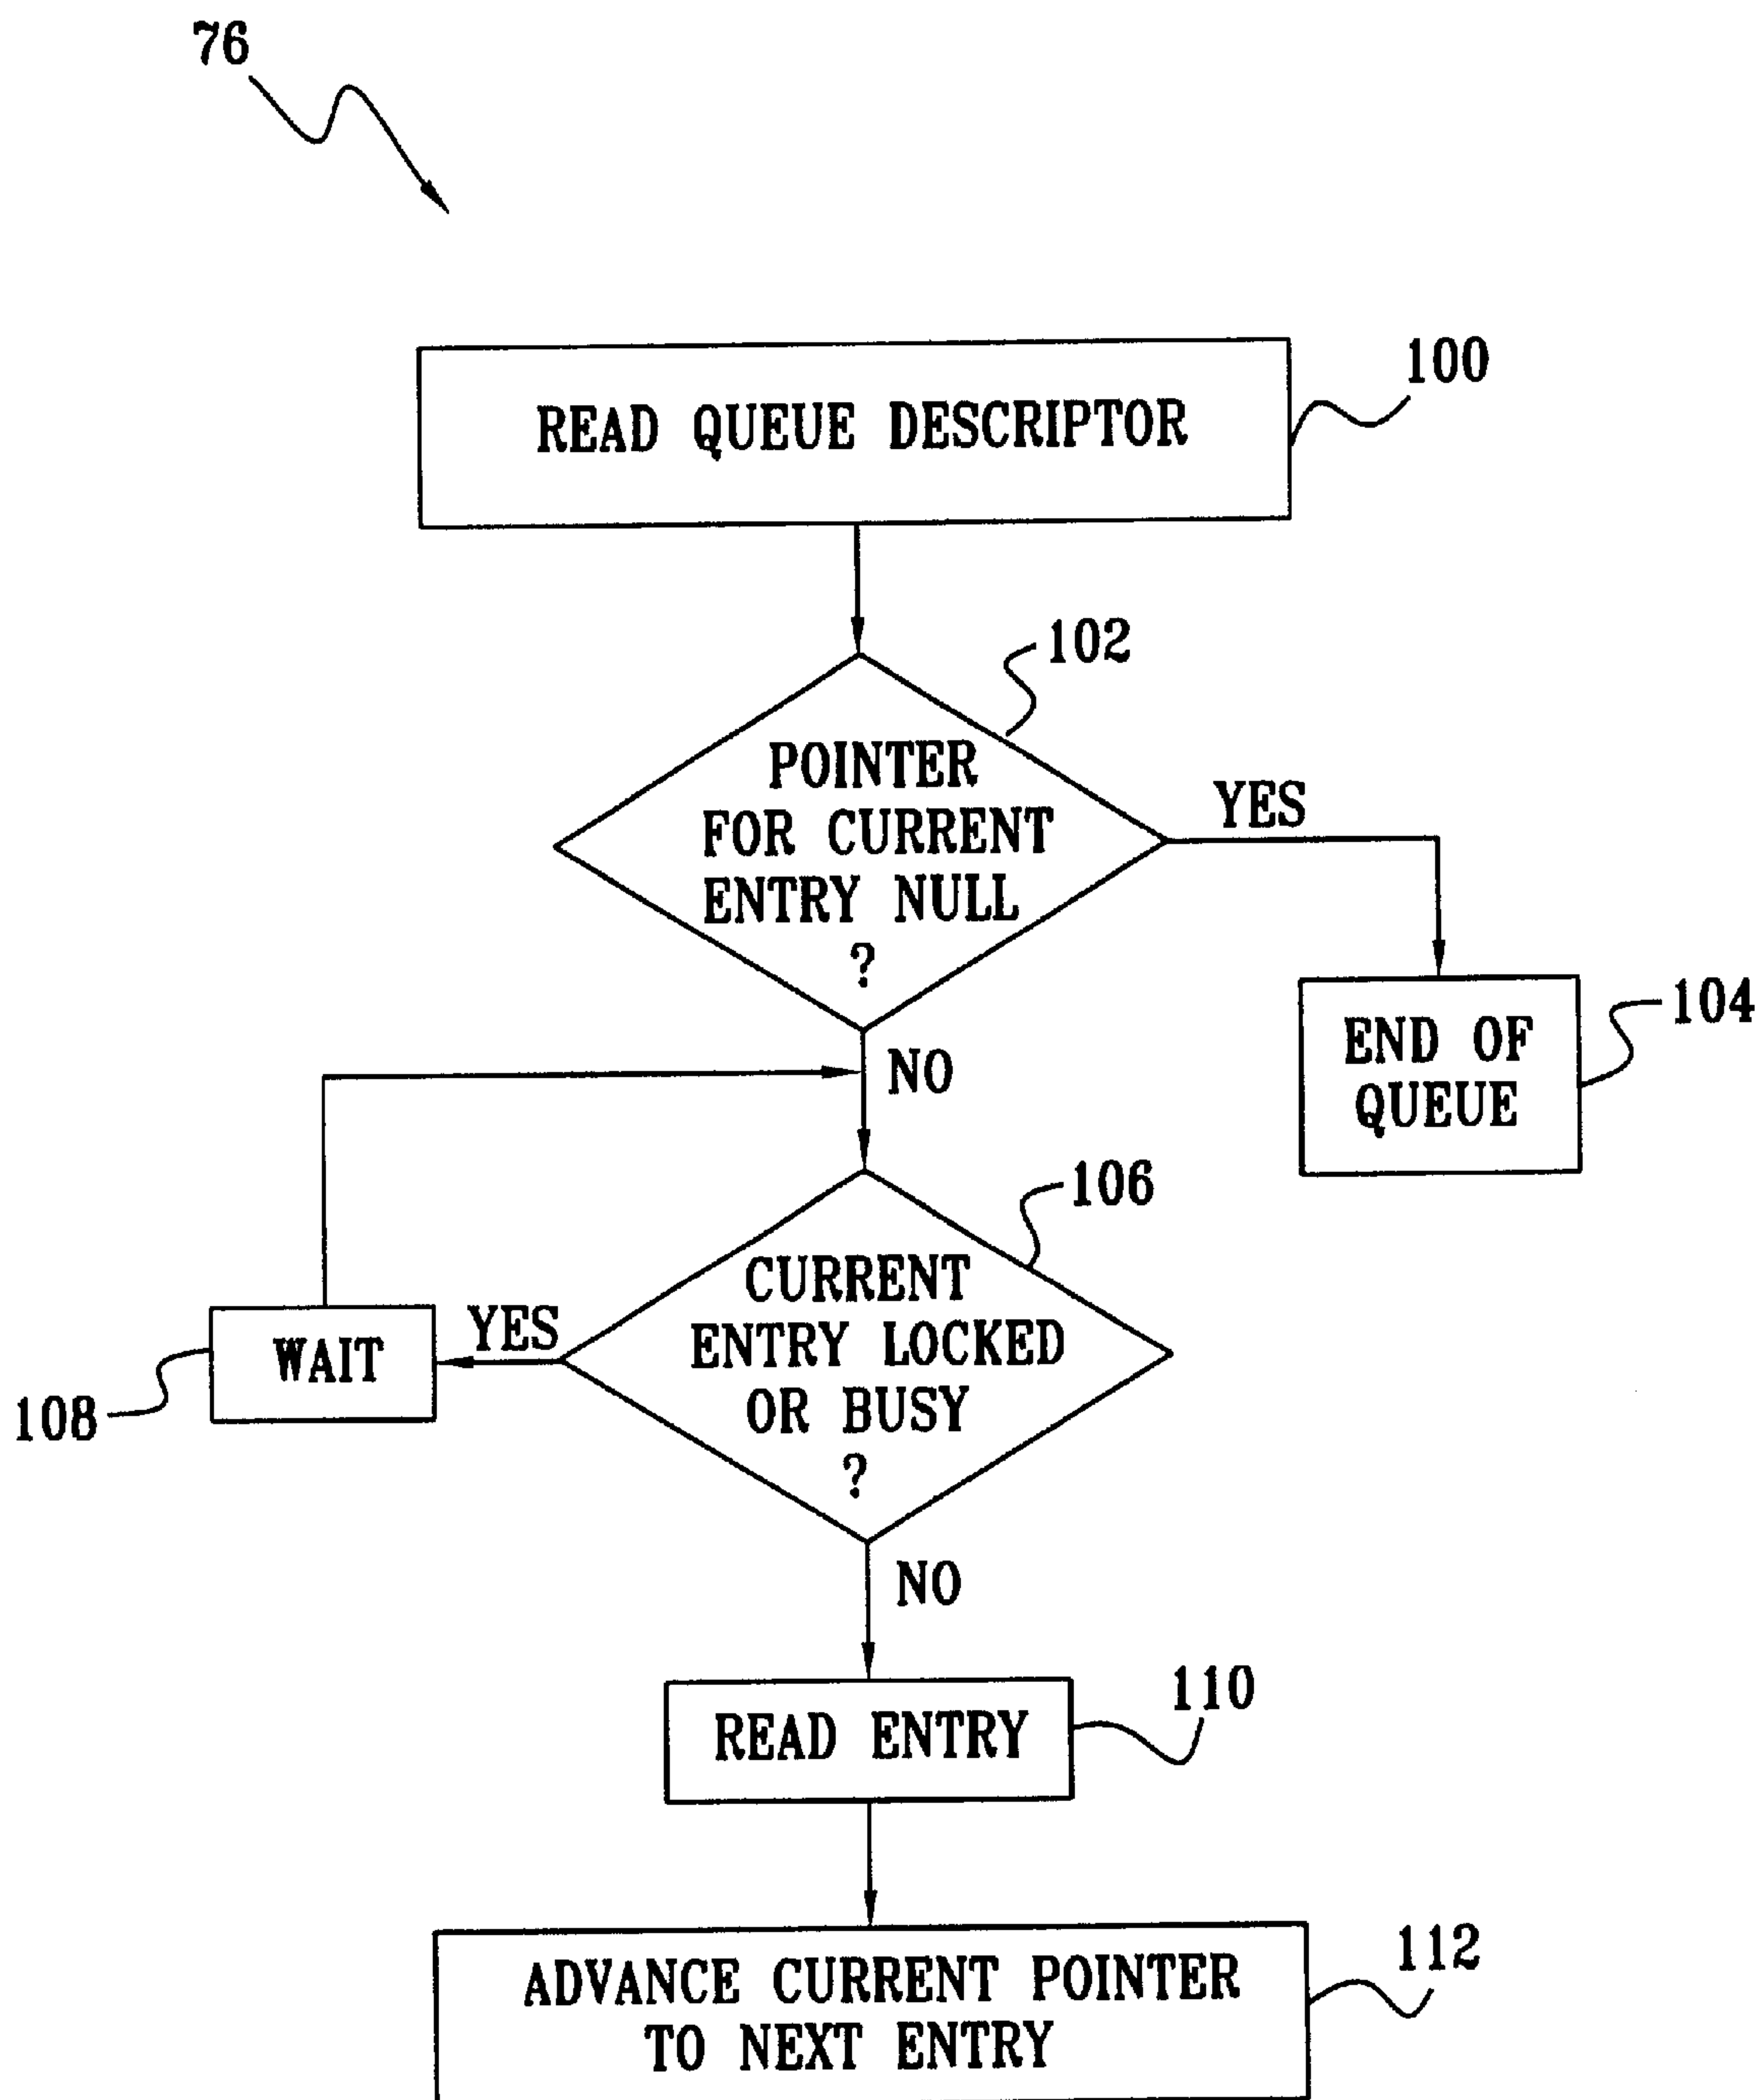 76
READ QUEUE DESCRIPTOR
100
102
POINTER
FOR CURRENT
ENTRY NULL
?
YES
104
END OF
QUEUE
NO
106
CURRENT
ENTRY LOCKED
OR BUSY
?
YES
WAIT
108
NO
110
READ ENTRY
112
ADVANCE CURRENT POINTER
TO NEXT ENTRY